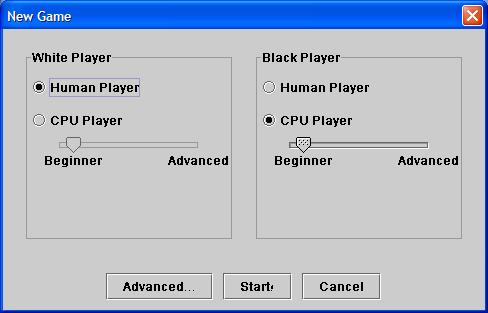 New Game
White Player
Human Player
CPU Player
Beginner Advanced
Black Player
Human Player
CPU Player
Beginner Advanced
Advanced... Start Cancel